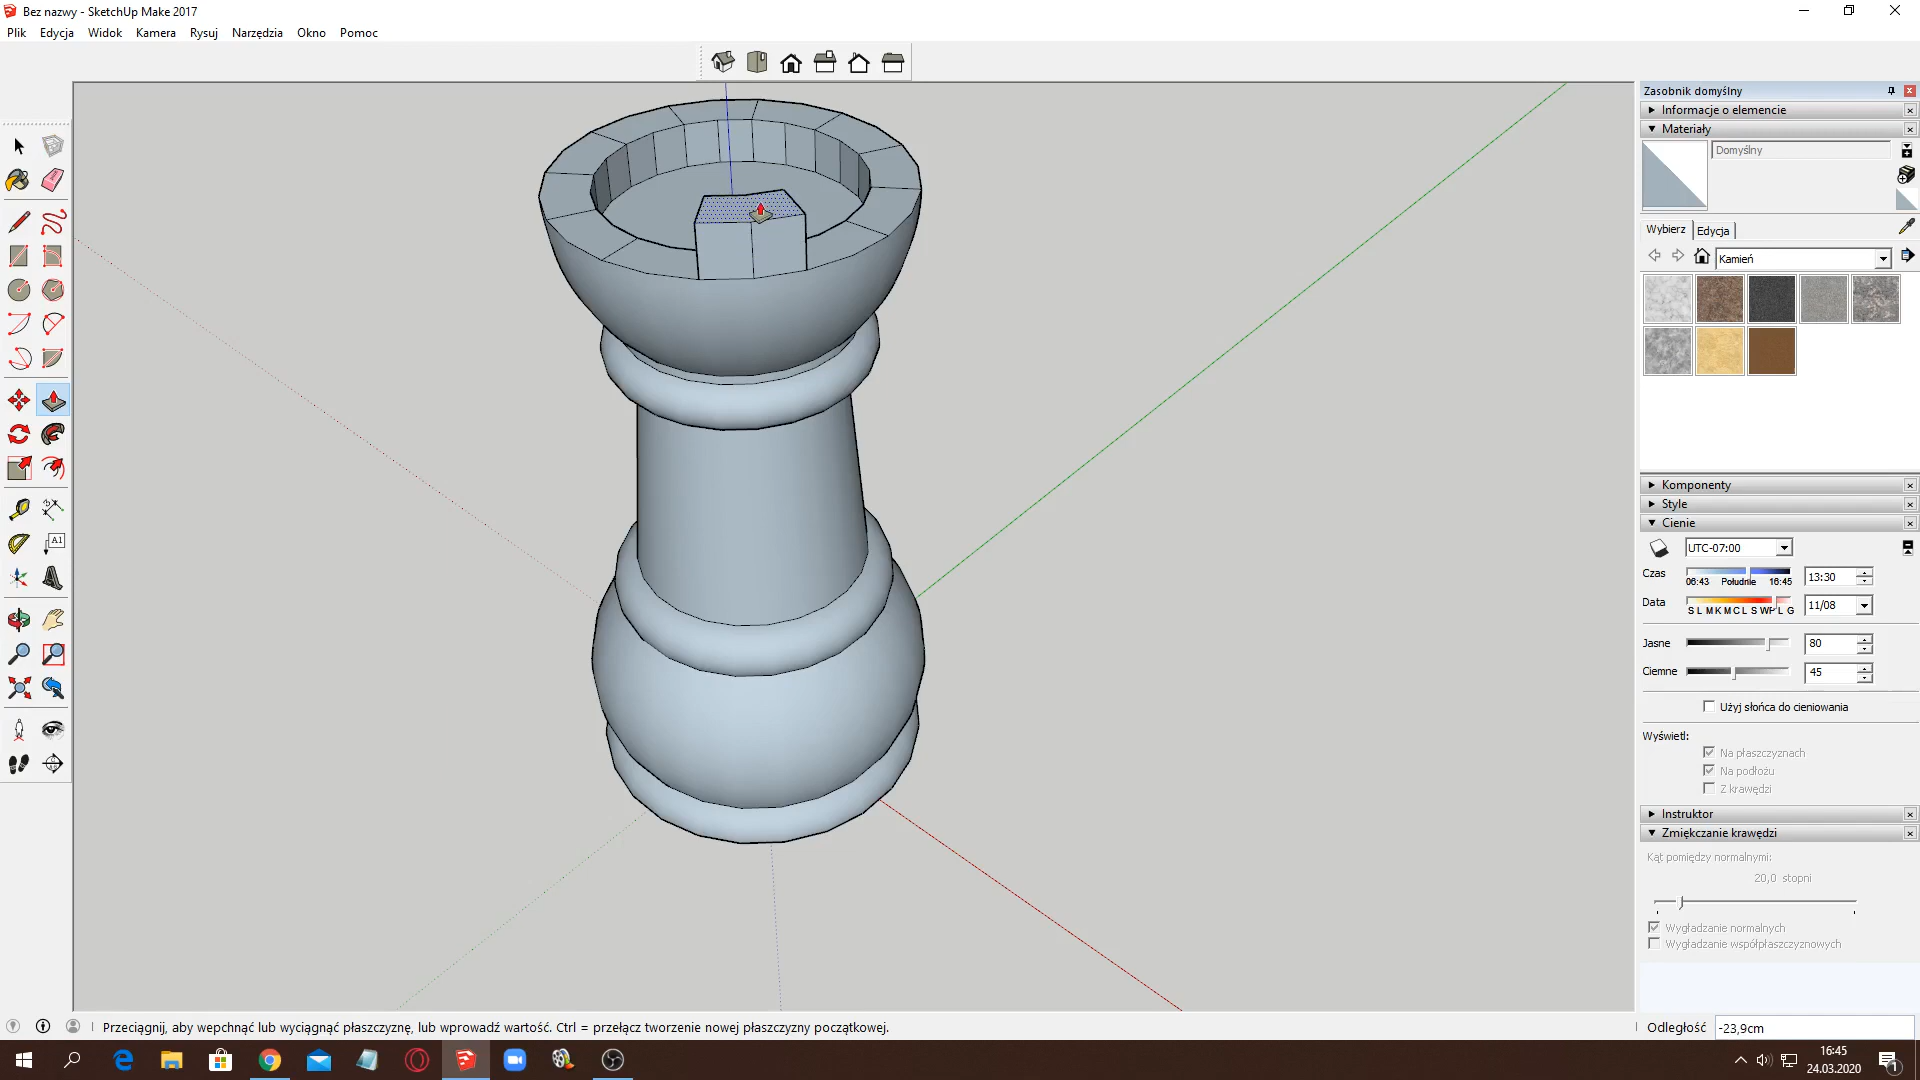 Bez nazwy - SketchUp Make 2017
Plik Edycja Widok Kamera Rysuj Narzędzia Okno Pomoc
Zasobnik domyślny
Informacje o elemencie
Materiały
Domyślny
Wybierz Edycja
Kamień
Komponenty
Style
Cienie
UTC-07:00
Czas
06:43 Południe 16:45
13:30
Data
11/08
Jasne 80
Ciemne 45
Użyj słońca do cieniowania
Wyświetl:
Na płaszczyznach
Na podłożu
Z krawędzi
Instruktor
Zmiękczanie krawędzi
Kąt pomiędzy normalnymi:
20,0 stopni
Wygładzanie normalnych
Wygładzanie współpłaszczyznowych
A1
Przeciągnij, aby wepchnąć lub wyciągnąć płaszczyznę, lub wprowadź wartość. Ctrl = przełącz tworzenie nowej płaszczyzny początkowej.
Odległość -23,9cm
16:45
24.03.2020
1